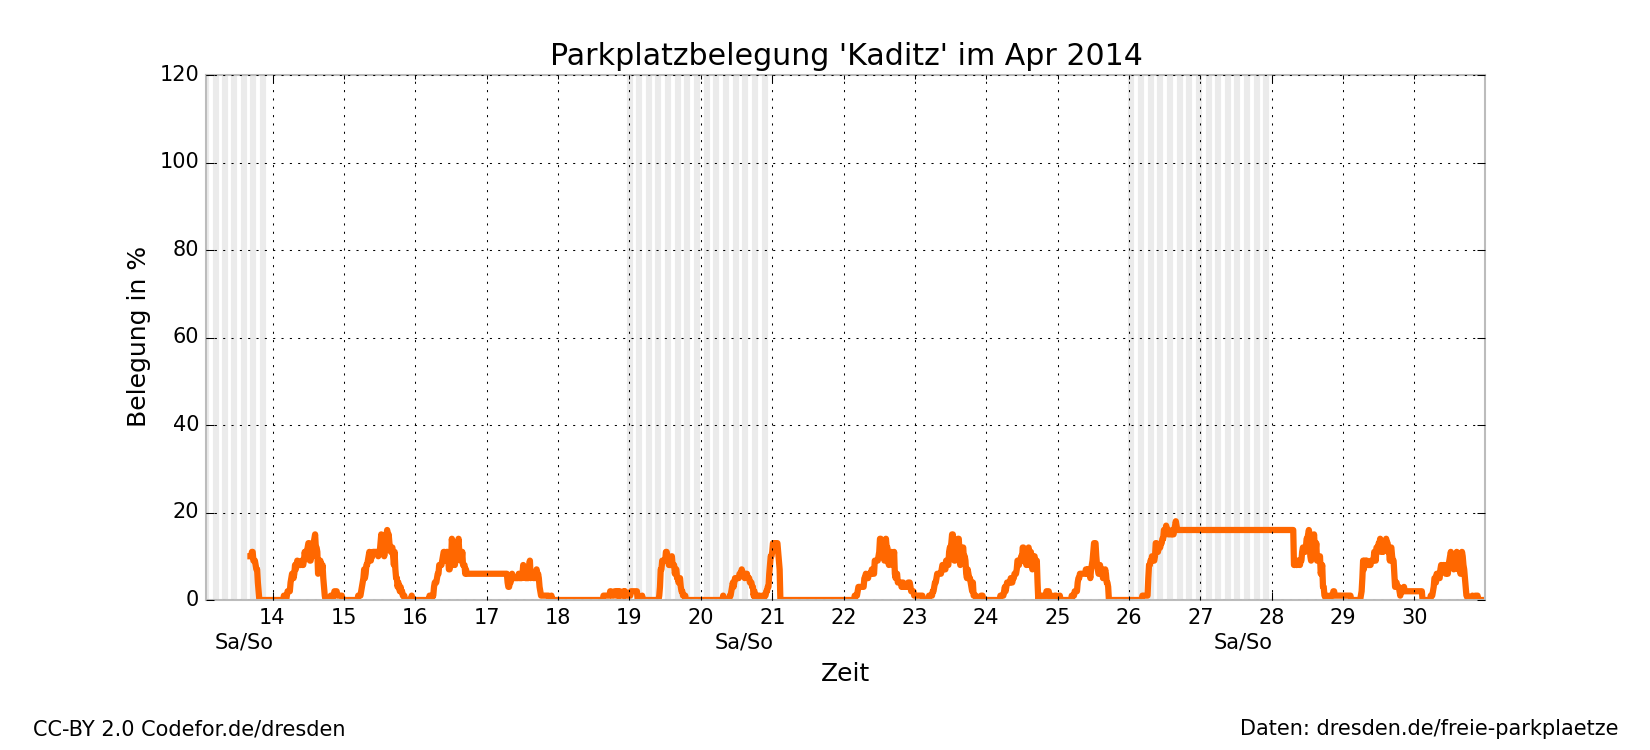 Parkplatzbelegung 'Kaditz' im Apr 2014
120
100
80
60
40
20
0
Belegung in %
14 15 16 17 18 19 20 21 22 23 24 25 26 27 28 29 30
Sa/So Sa/So Sa/So
Zeit
CC-BY 2.0 Codefor.de/dresden
Daten: dresden.de/freie-parkplaetze